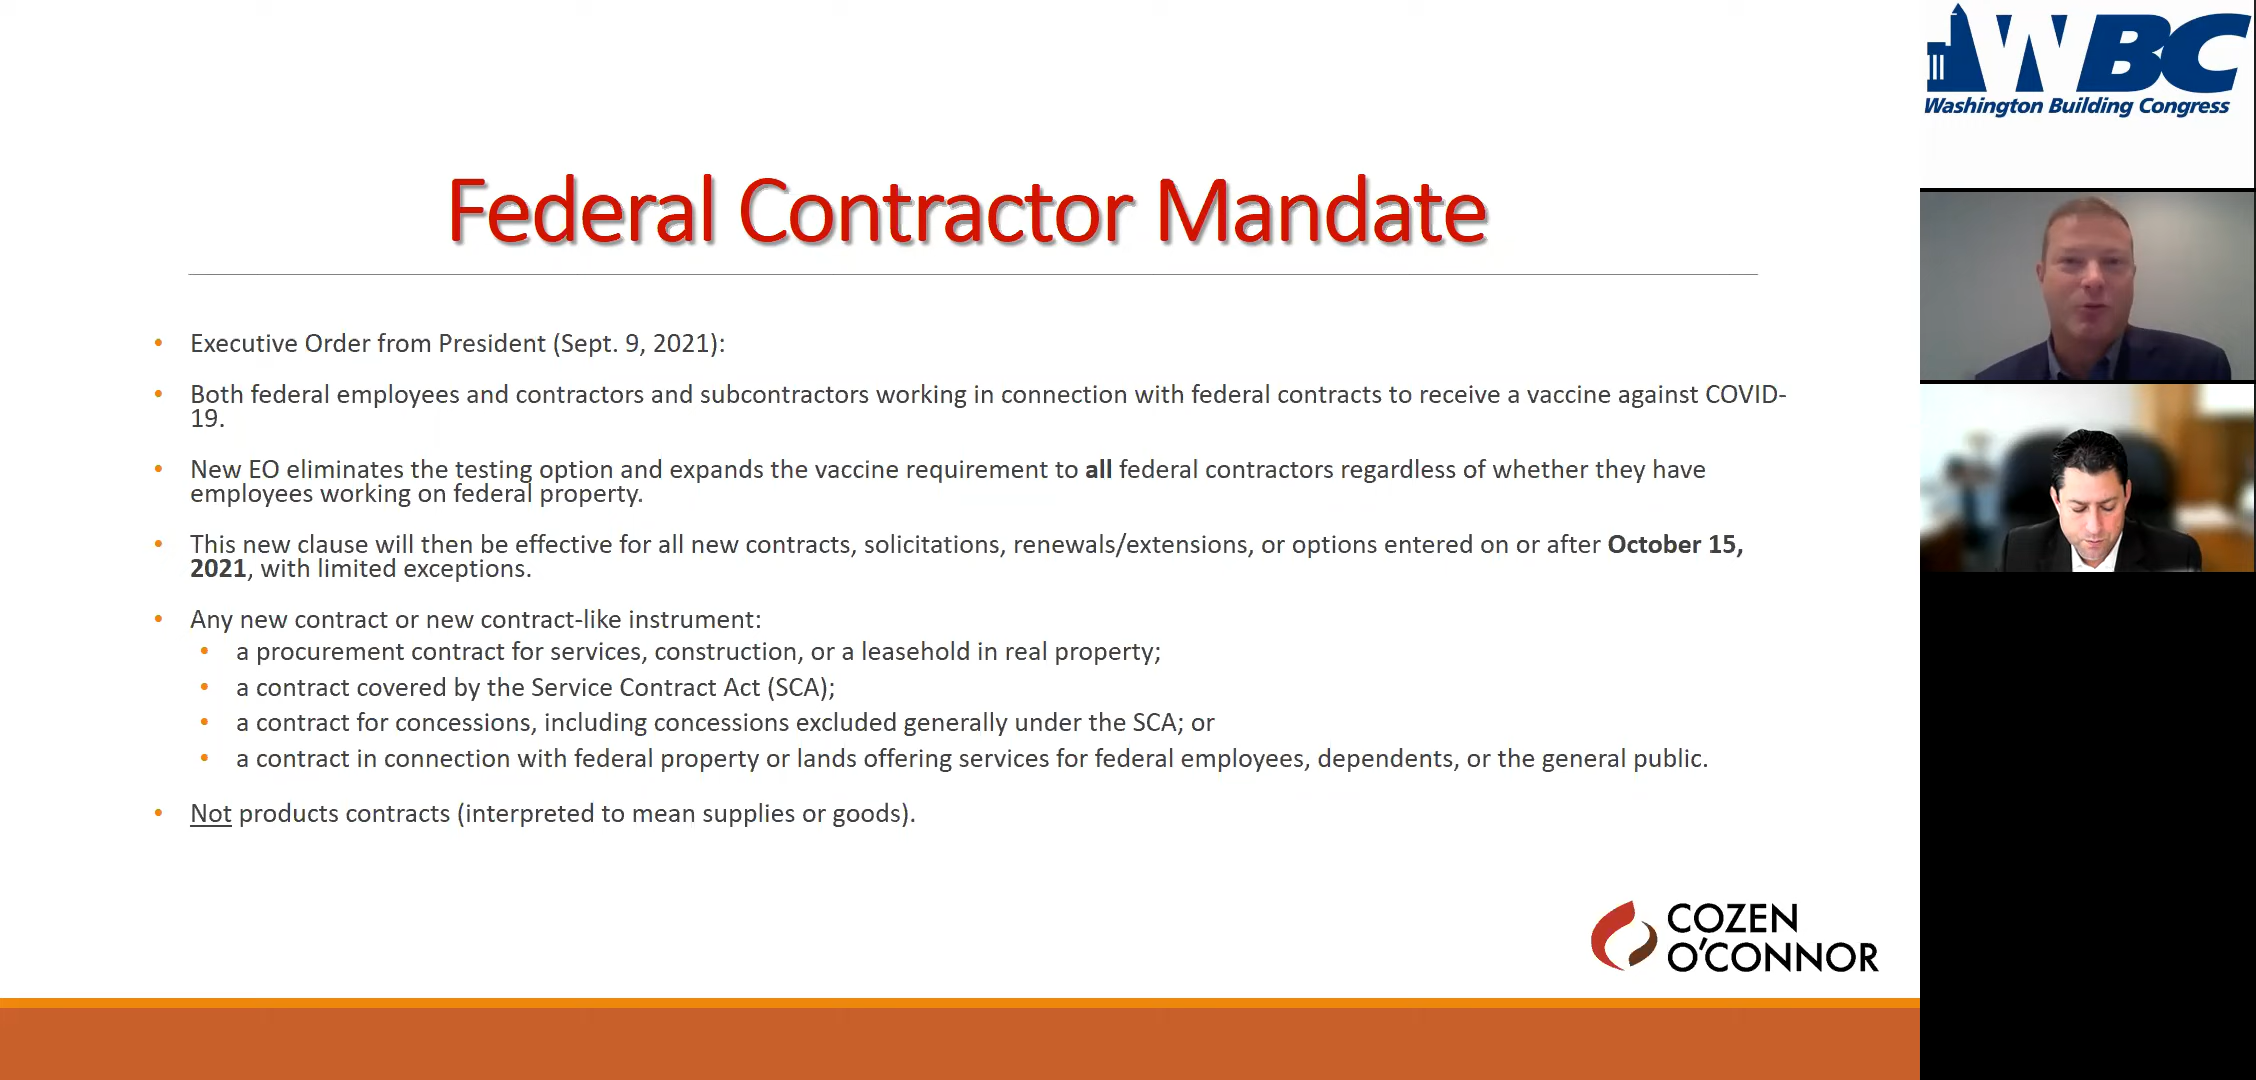 WBC
Washington Building Congress
Federal Contractor Mandate
• Executive Order from President (Sept. 9, 2021):
• Both federal employees and contractors and subcontractors working in connection with federal contracts to receive a vaccine against COVID-
19.
• New EO eliminates the testing option and expands the vaccine requirement to all federal contractors regardless of whether they have
employees working on federal property.
• This new clause will then be effective for all new contracts, solicitations, renewals/extensions, or options entered on or after October 15,
2021, with limited exceptions.
• Any new contract or new contract-like instrument:
• a procurement contract for services, construction, or a leasehold in real property;
• a contract covered by the Service Contract Act (SCA);
• a contract for concessions, including concessions excluded generally under the SCA; or
• a contract in connection with federal property or lands offering services for federal employees, dependents, or the general public.
• Not products contracts (interpreted to mean supplies or goods).
COZEN
O'CONNOR